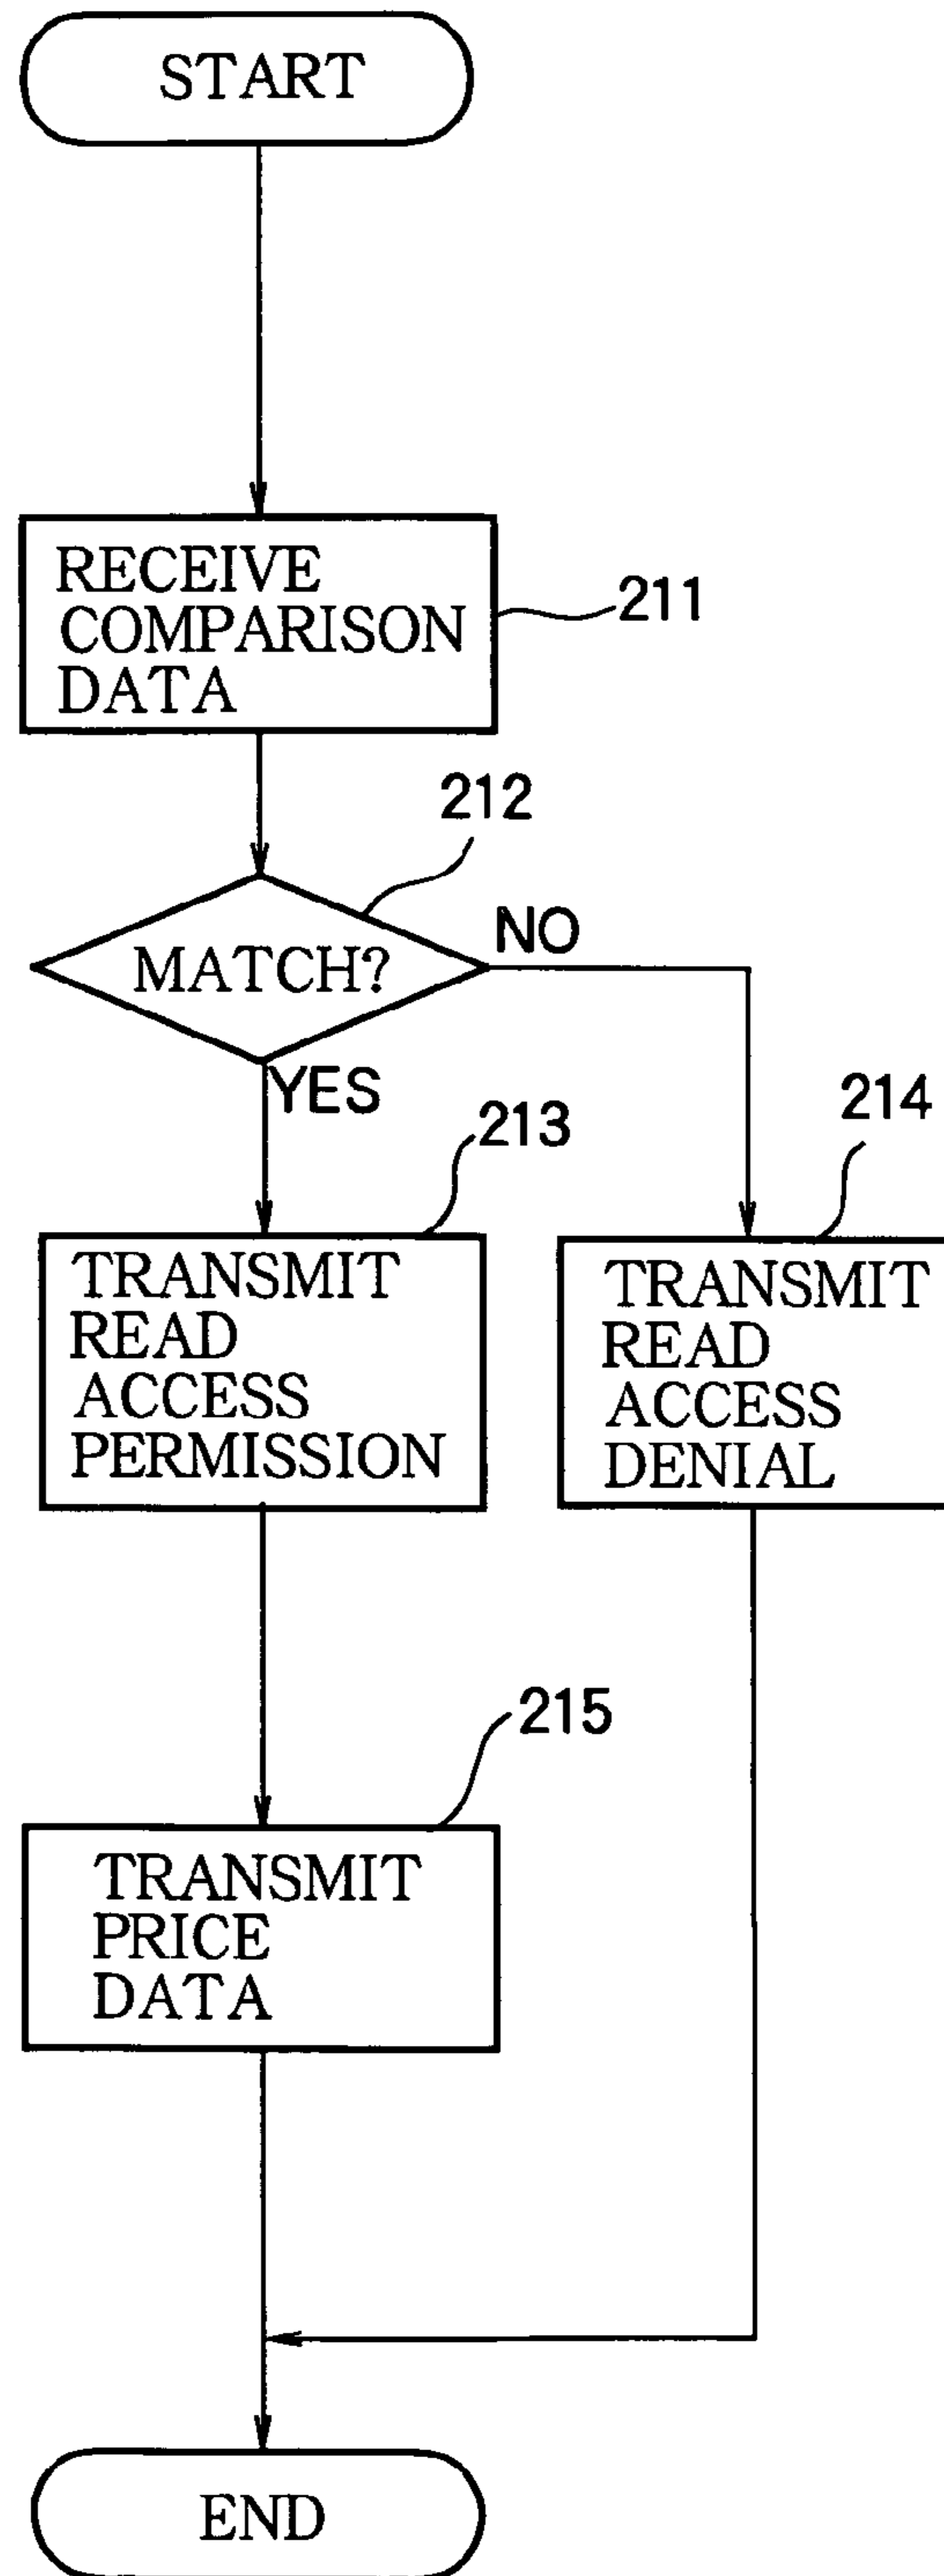 START
RECEIVE
COMPARISON
DATA
211
212
MATCH?
NO
YES
213
214
TRANSMIT
READ
ACCESS
PERMISSION
TRANSMIT
READ
ACCESS
DENIAL
215
TRANSMIT
PRICE
DATA
END